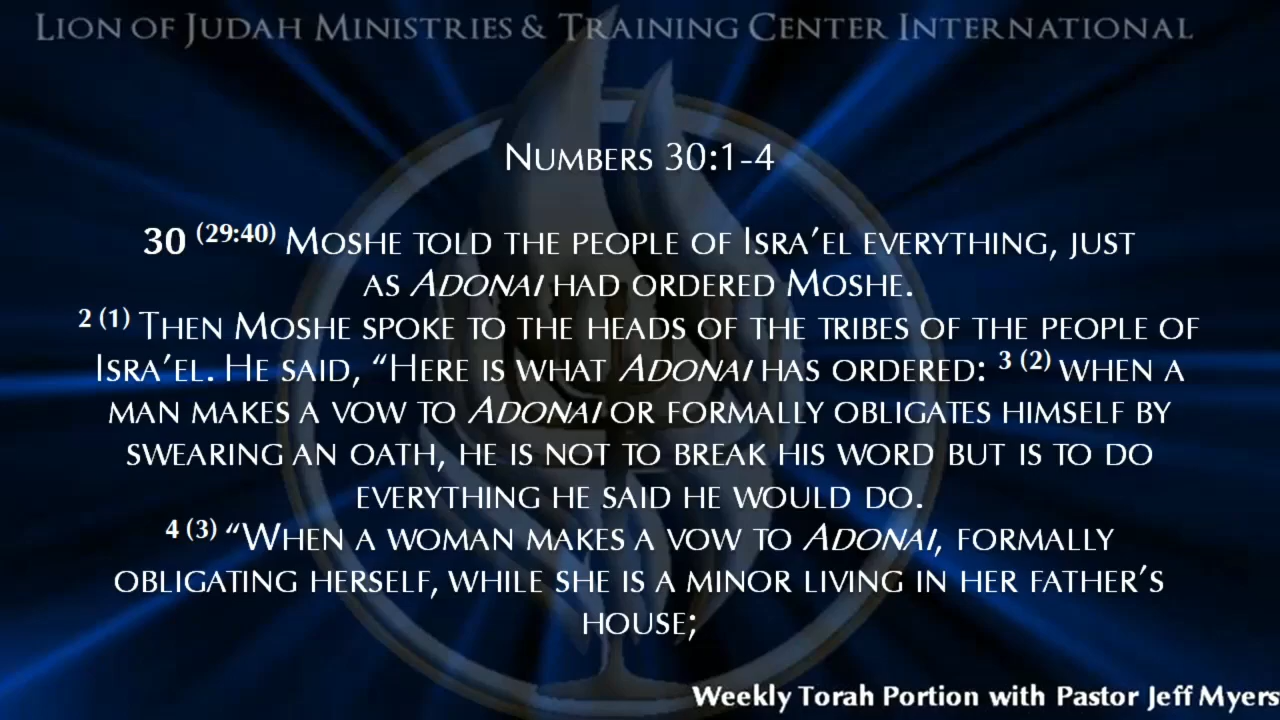 Lion of Judah Ministries & Training Center International
Numbers 30:1-4
30 (29:40) Moshe told the people of Isra’el everything, just
as Adonai had ordered Moshe.
2 (1) Then Moshe spoke to the heads of the tribes of the people of
Isra’el. He said, “Here is what Adonai has ordered: 3 (2) when a
man makes a vow to Adonai or formally obligates himself by
swearing an oath, he is not to break his word but is to do
everything he said he would do.
4 (3) “When a woman makes a vow to Adonai, formally
obligating herself, while she is a minor living in her father’s
house;
Weekly Torah Portion with Pastor Jeff Myers